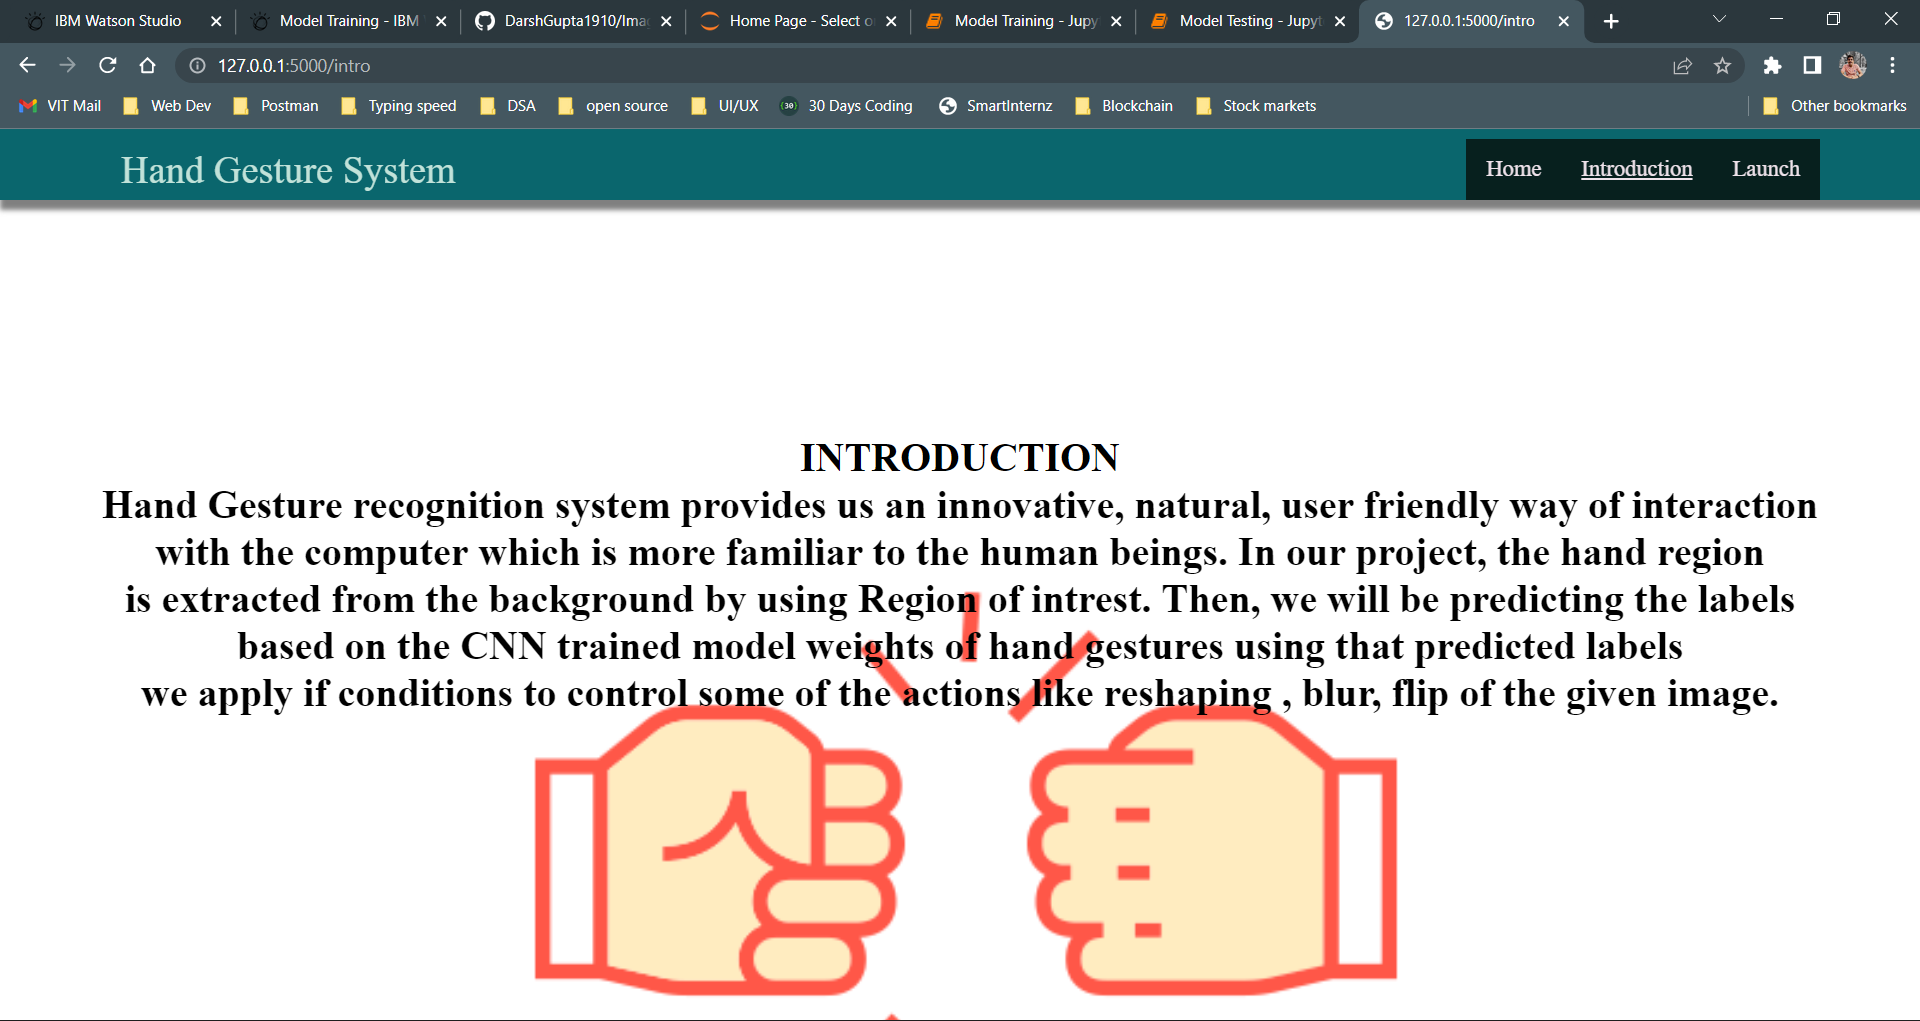 IBM Watson Studio
Model Training - IBM
DarshGupta1910/Ima
Home Page - Select o
Model Training - Jupy
Model Testing - Jupyt
127.0.0.1:5000/intro
127.0.0.1:5000/intro
VIT Mail
Web Dev
Postman
Typing speed
DSA
open source
UI/UX
30 Days Coding
SmartInternz
Blockchain
Stock markets
Other bookmarks
Hand Gesture System
Home
Introduction
Launch
INTRODUCTION
Hand Gesture recognition system provides us an innovative, natural, user friendly way of interaction
with the computer which is more familiar to the human beings. In our project, the hand region
is extracted from the background by using Region of intrest. Then, we will be predicting the labels
based on the CNN trained model weights of hand gestures using that predicted labels
we apply if conditions to control some of the actions like reshaping , blur, flip of the given image.